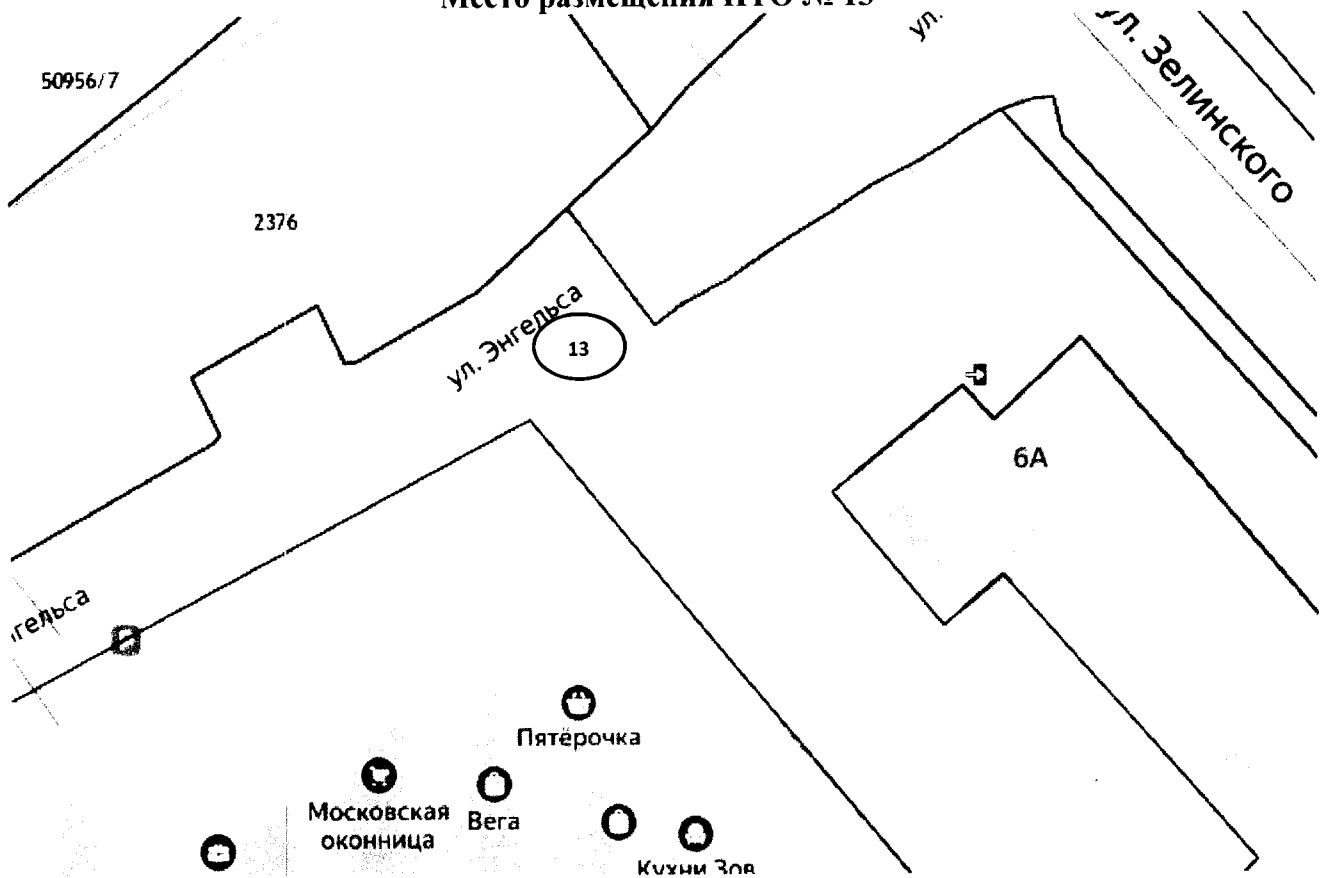 Место размещения НТО № 13
ул.
ул. Зелинского
50956/7
2376
ул. Энгельса
13
6А
нгельса
Пятёрочка
Московская
оконница
Вега
Кухни Зов